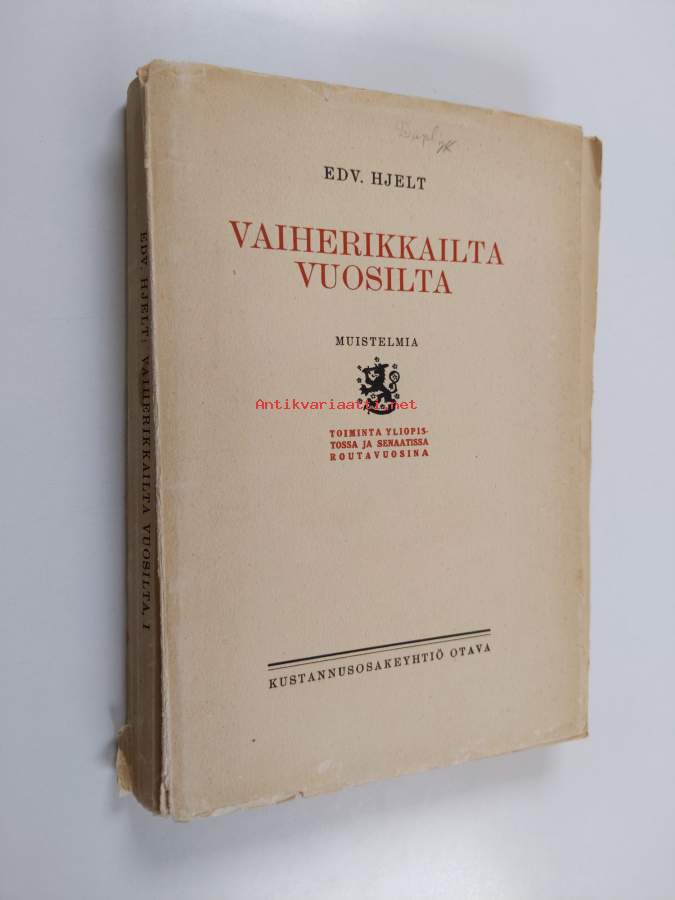 EDV. HJELT
VAIHERIKKAILTA
VUOSILTA
MUISTELMIA
Antikvariaatti.net
TOIMINTA YLIOPIS-
TOSSA JA SENAATISSA
ROUTAVUOSINA
KUSTANNUSOSAKEYHTIÖ OTAVA
EDV. HJELT: VAIHERIKKAILTA VUOSILTA, I